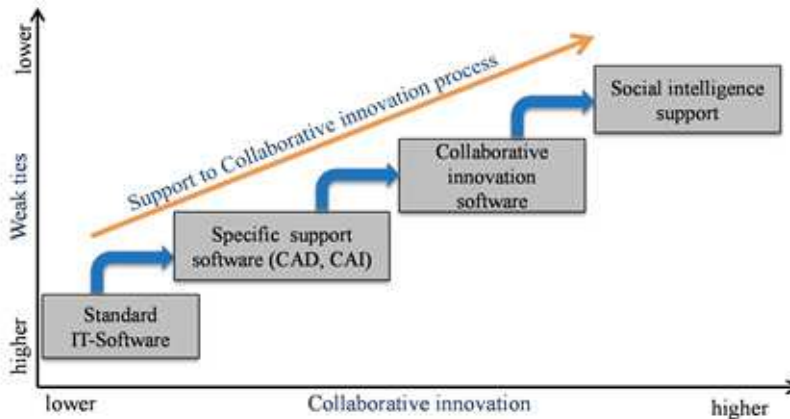 lower
Weak ties
higher
Support to Collaborative innovation process
Social intelligence
support
Collaborative
innovation
software
Specific support
software (CAD, CAI)
Standard
IT-Software
lower
Collaborative innovation
higher